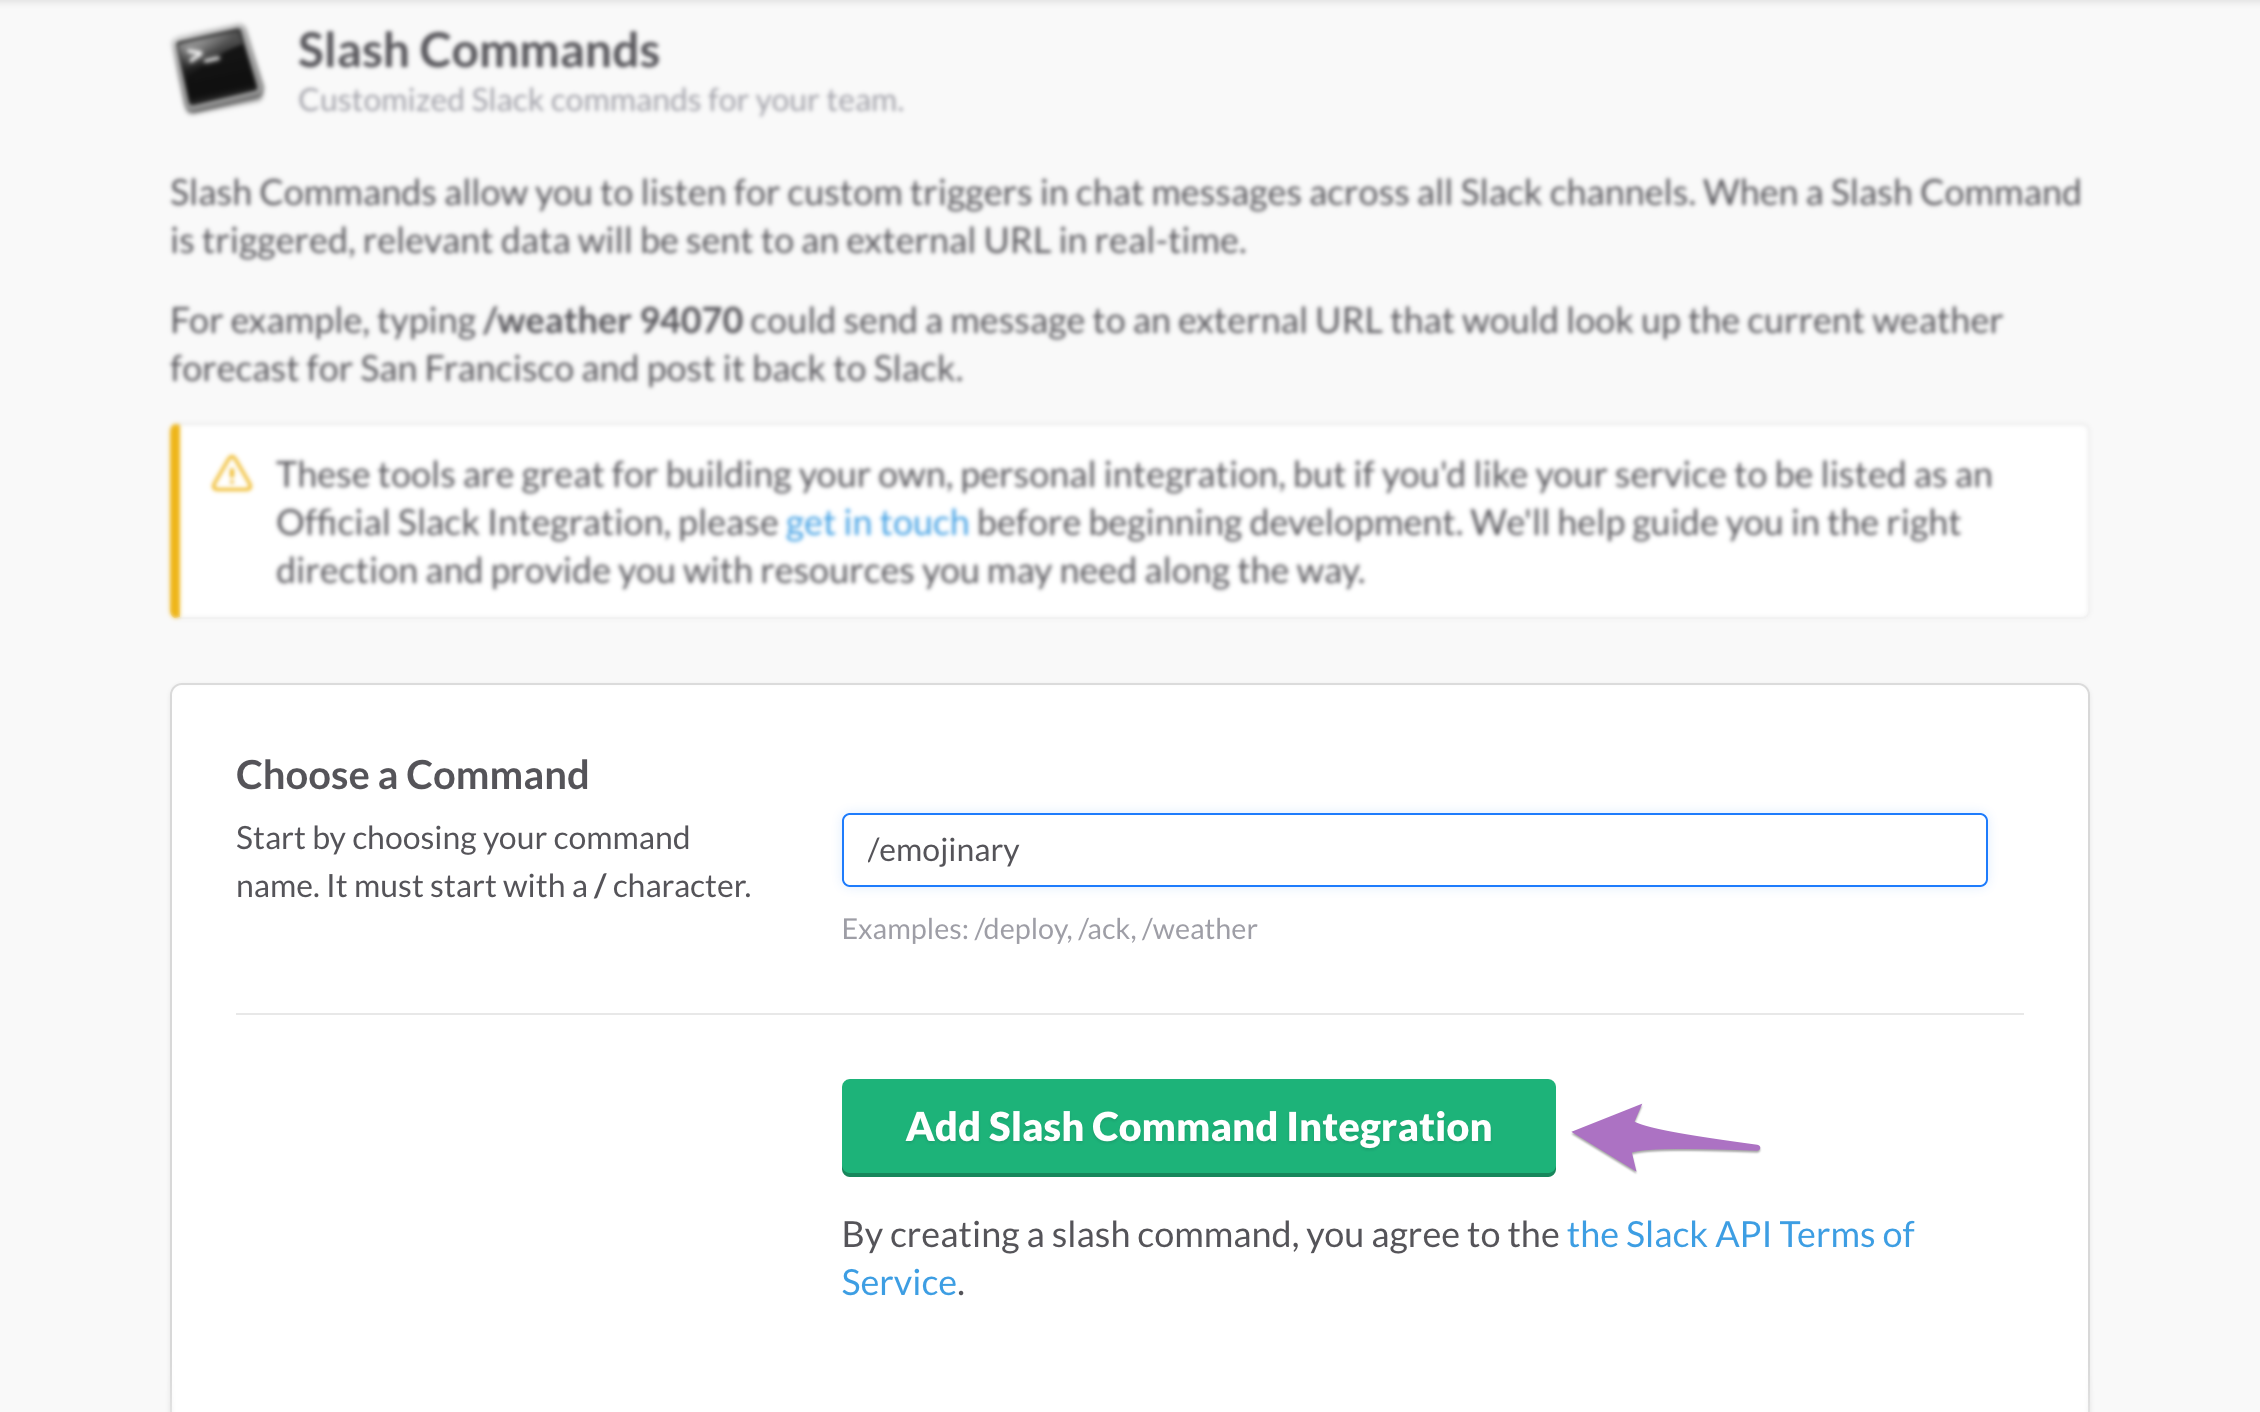 >_
Slash Commands
Customized Slack commands for your team.
Slash Commands allow you to listen for custom triggers in chat messages across all Slack channels. When a Slash Command
is triggered, relevant data will be sent to an external URL in real-time.
For example, typing /weather 94070 could send a message to an external URL that would look up the current weather
forecast for San Francisco and post it back to Slack.
These tools are great for building your own, personal integration, but if you'd like your service to be listed as an
Official Slack Integration, please get in touch before beginning development. We'll help guide you in the right
direction and provide you with resources you may need along the way.
Choose a Command
Start by choosing your command
name. It must start with a / character.
/emojinary
Examples: /deploy, /ack, /weather
Add Slash Command Integration
By creating a slash command, you agree to the the Slack API Terms of
Service.